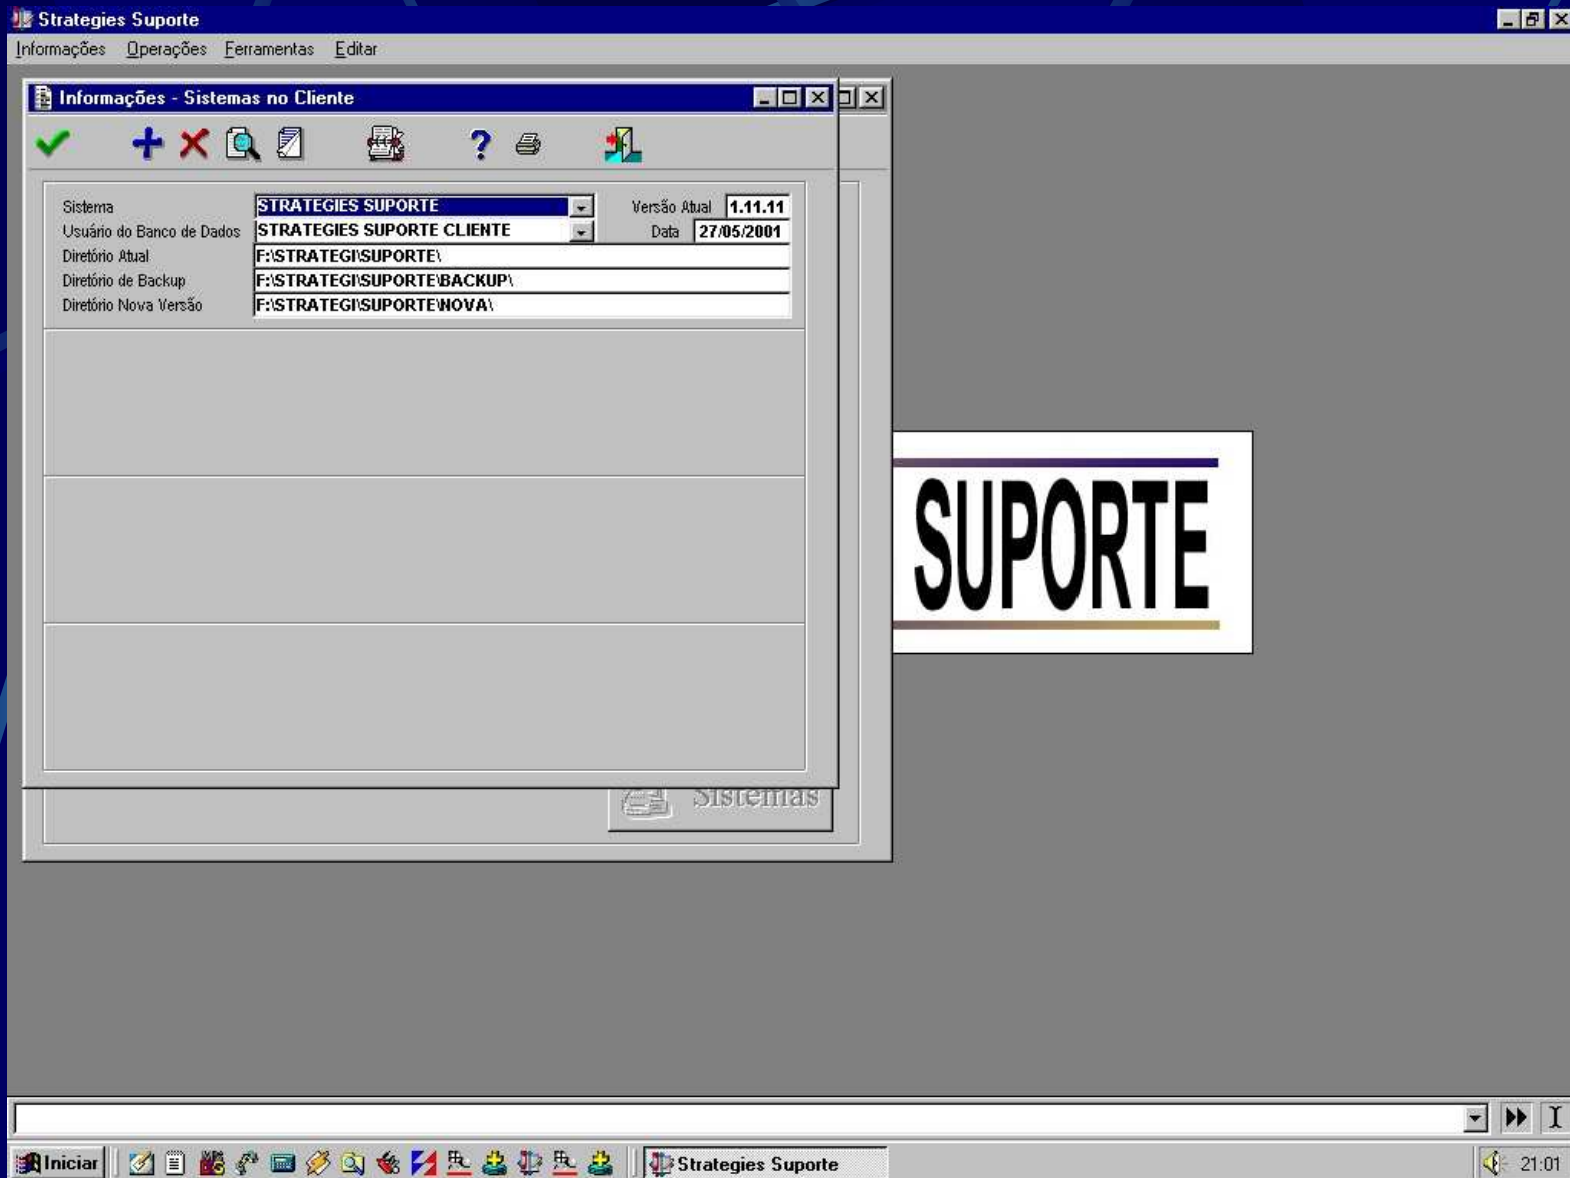 Strategies Suporte
Informações Operações Ferramentas Editar
Informações - Sistemas no Cliente
Sistema STRATEGIES SUPORTE Versão Atual 1.11.11
Usuário do Banco de Dados STRATEGIES SUPORTE CLIENTE Data 27/05/2001
Diretório Atual F:\STRATEGI\SUPORTE\
Diretório de Backup F:\STRATEGI\SUPORTE\BACKUP\
Diretório Nova Versão F:\STRATEGI\SUPORTE\NOVA\
SUPORTE
Sistemas
Iniciar Strategies Suporte 21:01